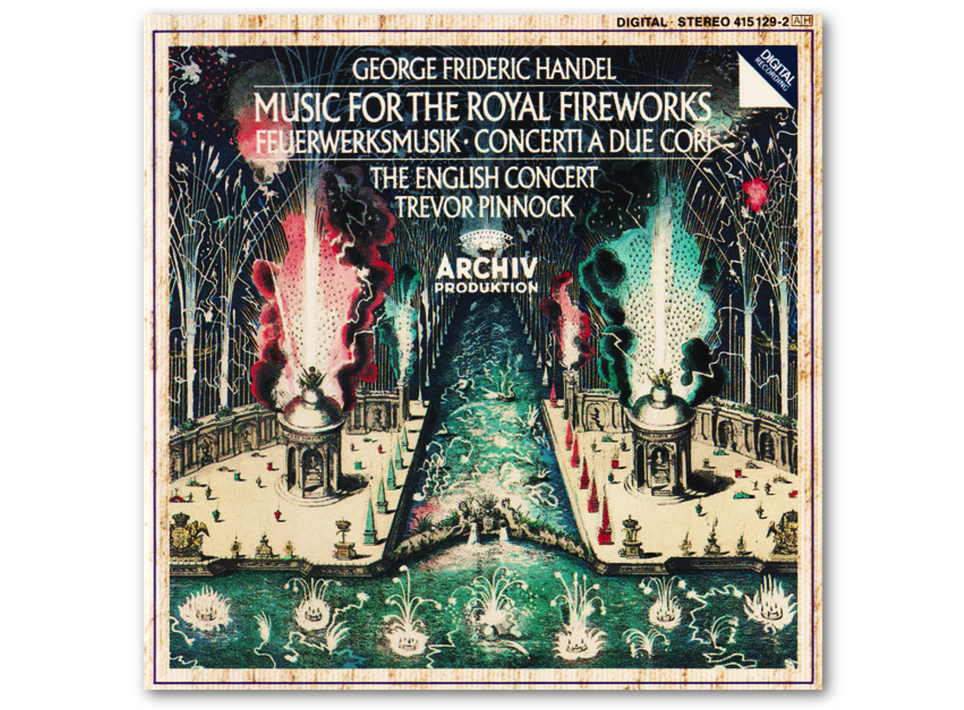 DIGITAL · STEREO 415 129-2 AH
DIGITAL
RECORDING
GEORGE FRIDERIC HANDEL
MUSIC FOR THE ROYAL FIREWORKS
FEUERWERKSMUSIK · CONCERTI A DUE CORI
THE ENGLISH CONCERT
TREVOR PINNOCK
ARCHIV
PRODUKTION